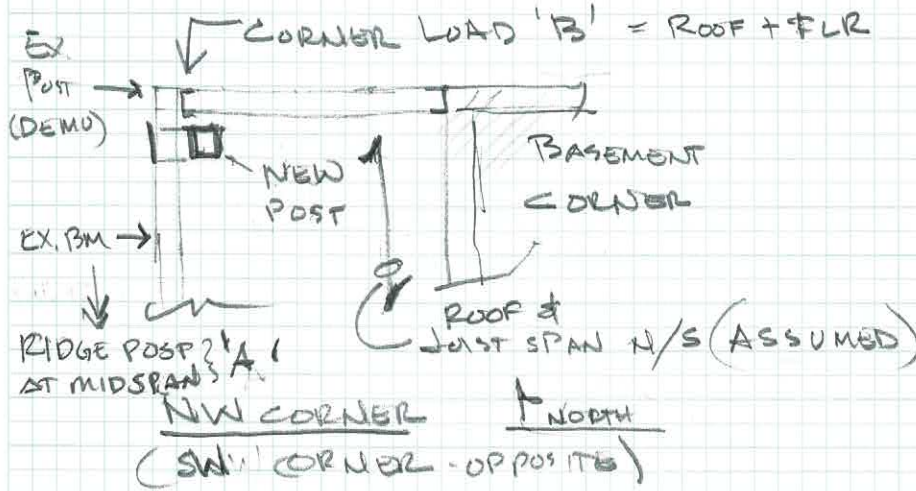 CORNER LOAD 'B' = ROOF + FLR
EX
POST
(DEMO)
NEW
POST
BASEMENT
CORNER
EX. BM
ROOF &
JOIST SPAN N/S (ASSUMED)
RIDGE POST 'A'
AT MIDSPAN
NW CORNER
NORTH
(SW CORNER - OPPOSITE)